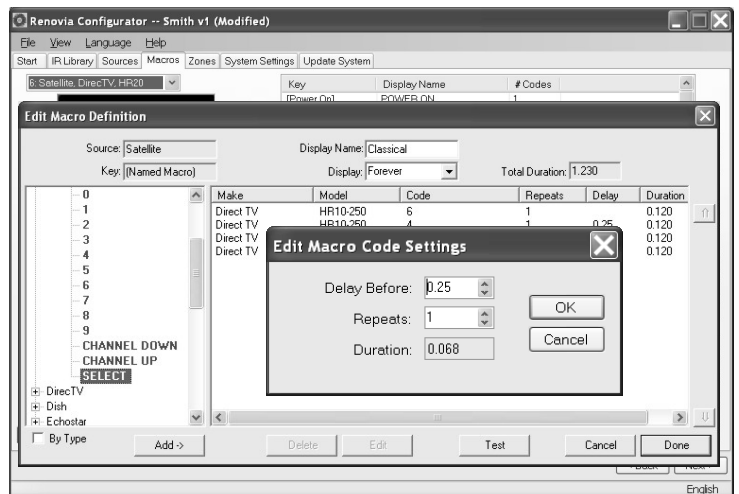 Renovia Configurator -- Smith v1 (Modified)
File View Language Help
Start IR Library Sources Macros Zones System Settings Update System
6: Satellite, DirecTV, HR20
Key Display Name # Codes
[Power On] POWER ON 1
Edit Macro Definition
Source: Satellite Display Name: Classical
Key: (Named Macro) Display: Forever Total Duration: 1.230
Make Model Code Repeats Delay Duration
Direct TV HR10-250 6 1 0.120
Direct TV HR10-250 4 1 0.25 0.120
Direct TV 0.120
Direct TV 0.120
0
1
2
3
4
5
6
7
8
9
CHANNEL DOWN
CHANNEL UP
SELECT
DirecTV
Dish
Echostar
Edit Macro Code Settings
Delay Before: 0.25
Repeats: 1
Duration: 0.068
OK
Cancel
By Type Add -> Delete Edit Test Cancel Done
English